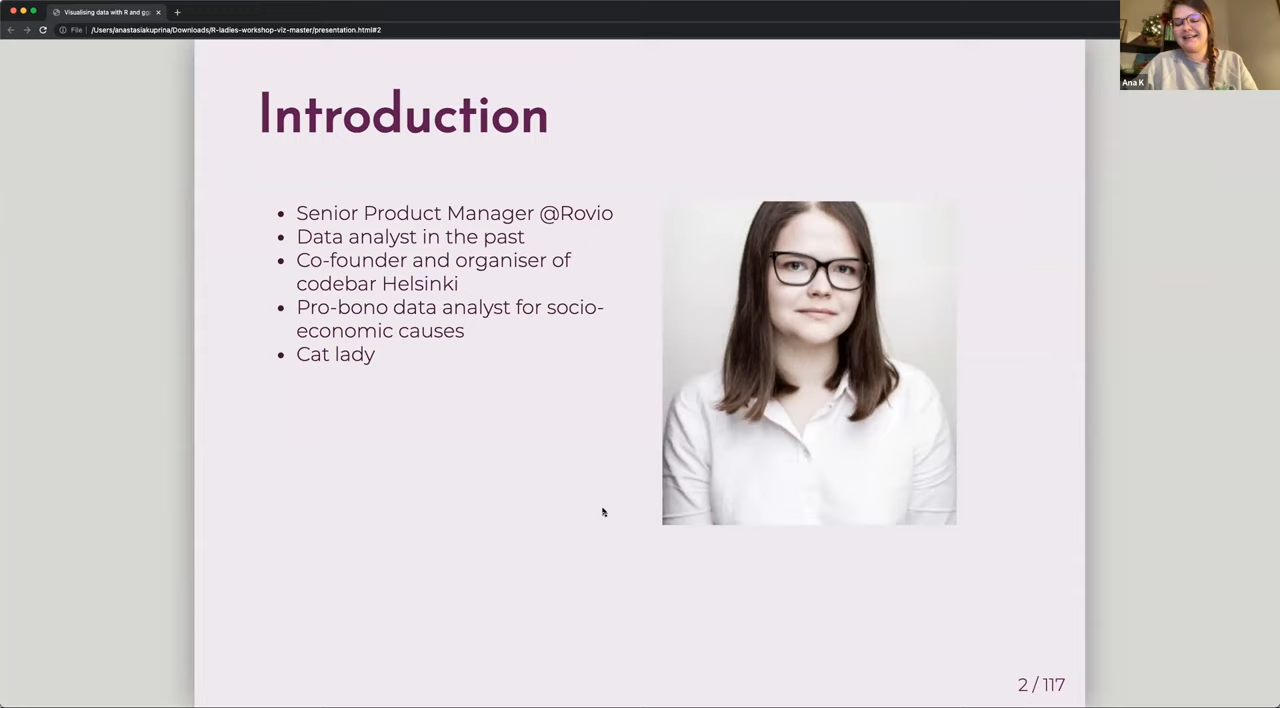 Visualising data with R and gg
File
/Users/anastasiakuprina/Downloads/R-ladies-workshop-viz-master/presentation.html#2
Ana K
Introduction
Senior Product Manager @Rovio
Data analyst in the past
Co-founder and organiser of
codebar Helsinki
Pro-bono data analyst for socio-
economic causes
Cat lady
2 / 117